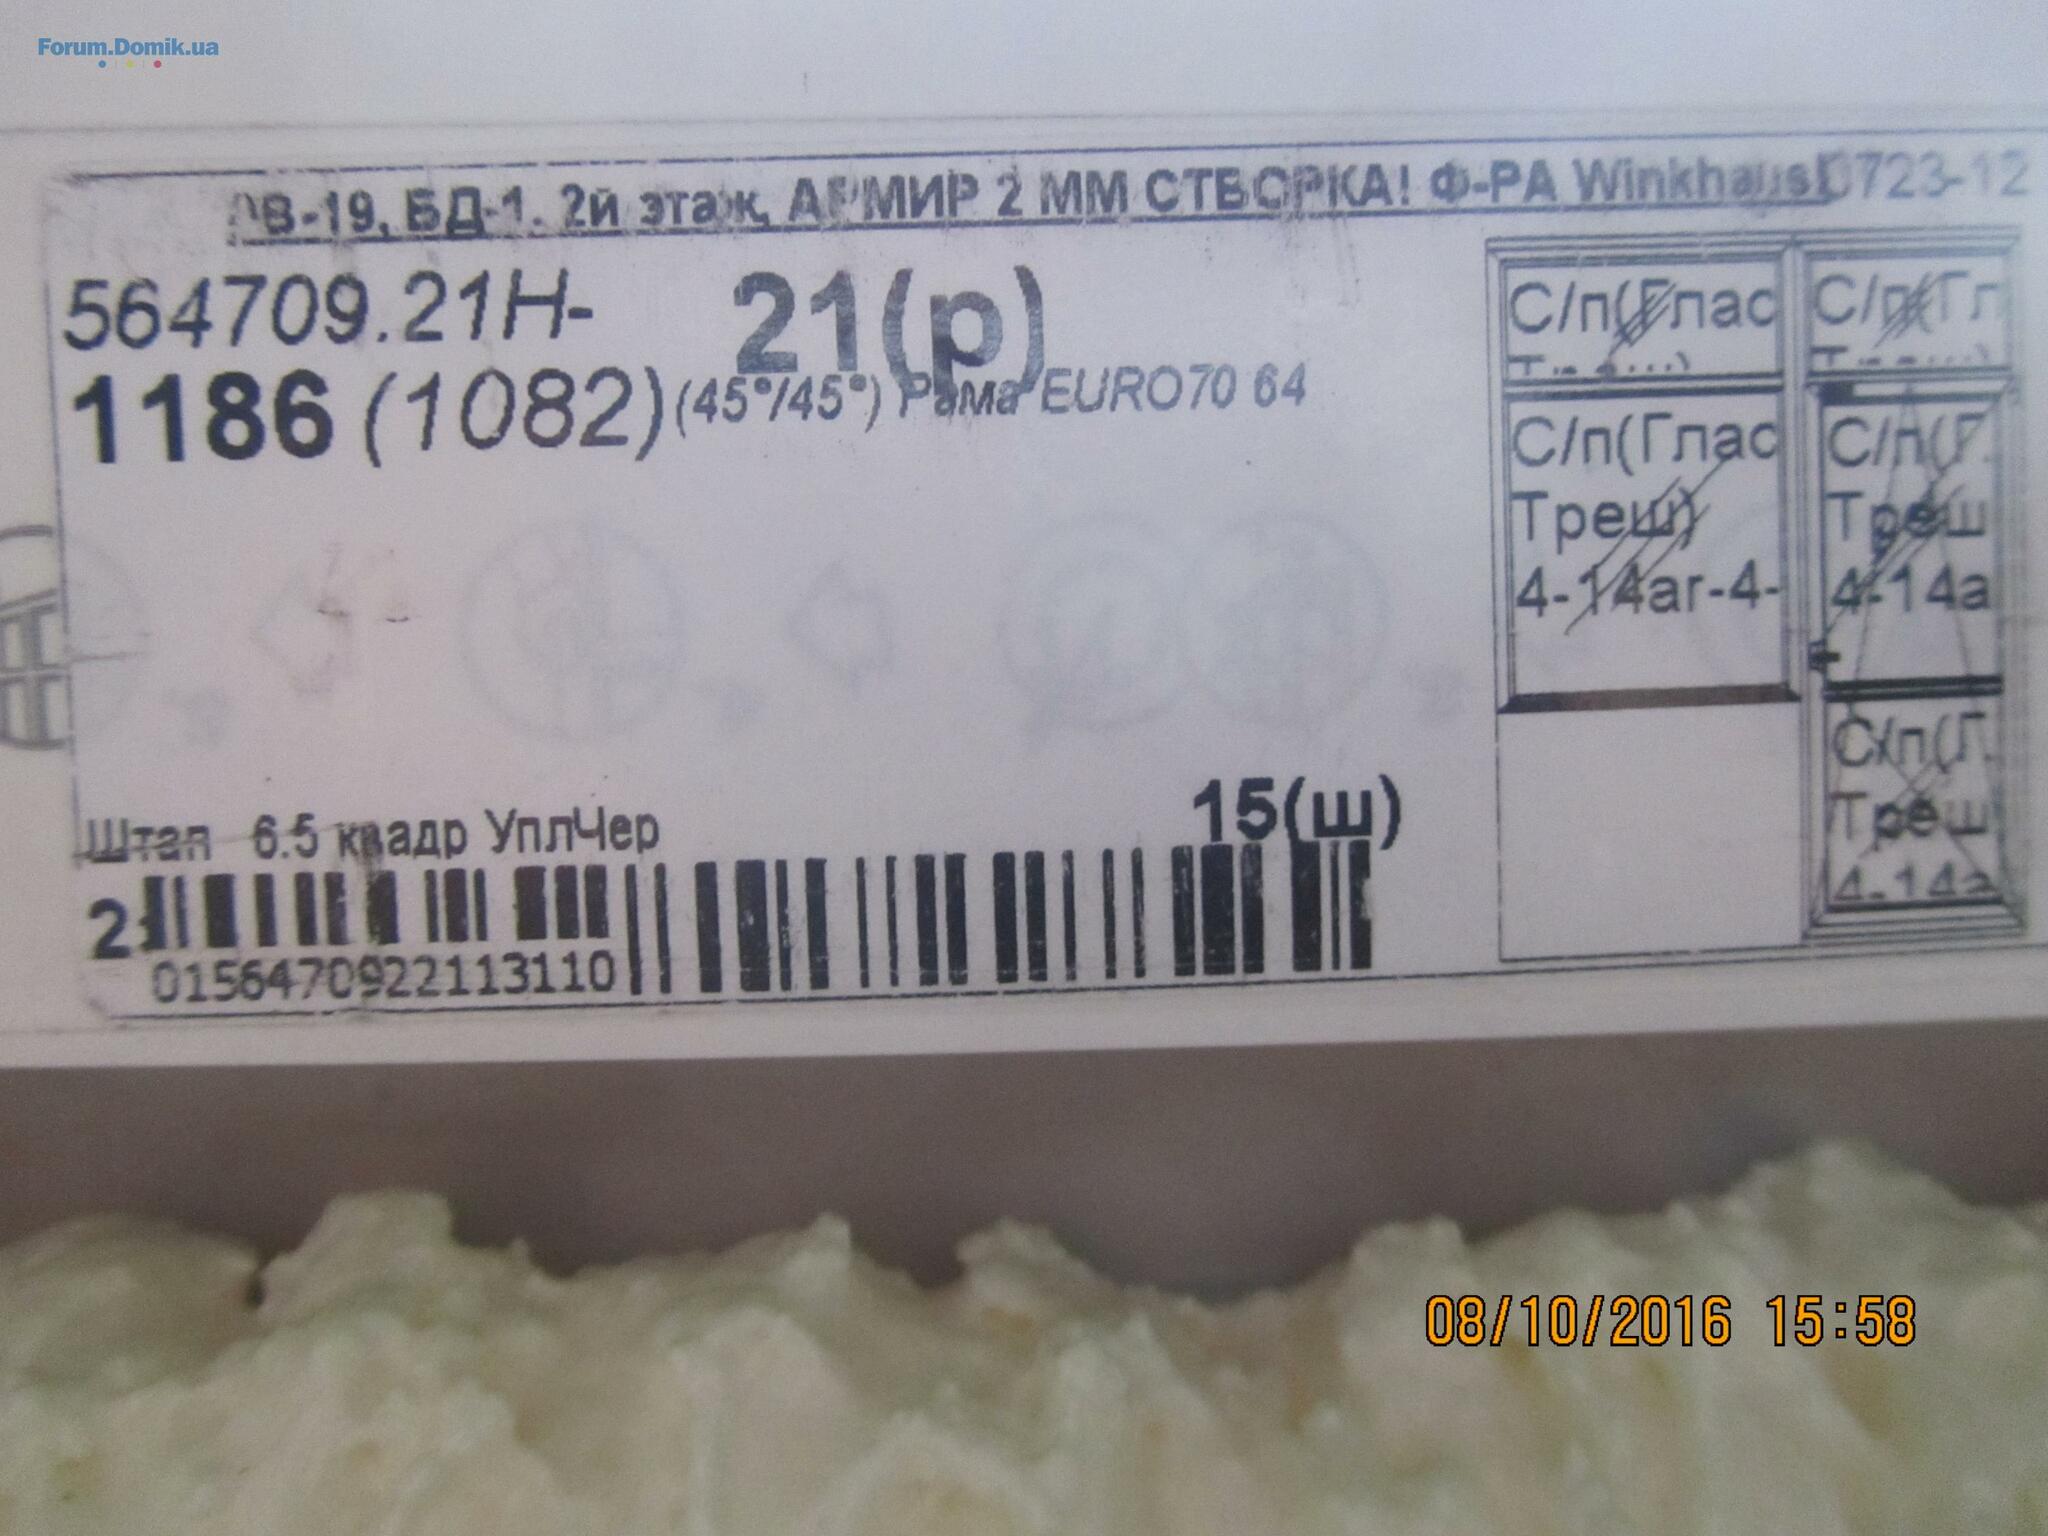 Forum.Domik.ua
ОВ-19, БД-1. 2й этаж, АРМИР 2 ММ СТВОРКА! Ф-РА Winkhaus! 0723-12
564709.21Н- 21(р)
1186 (1082) (45°/45°) Рама EURO70 64
С/п(Глас
С/п(Гл
С/п(Глас
Треш)
4-14аг-4-
С/п(Г.
Треш
4-14а
С/п(Г.
Треш
4-14а
15(ш)
Штап 6.5 квадр УплЧер
2
0156470922113110
08/10/2016 15:58